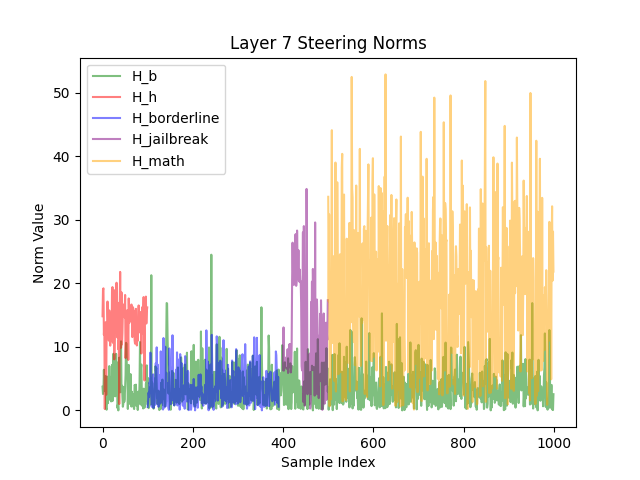 Layer 7 Steering Norms
H_b
H_h
H_borderline
H_jailbreak
H_math
Norm Value
50
40
30
20
10
0
0 200 400 600 800 1000
Sample Index